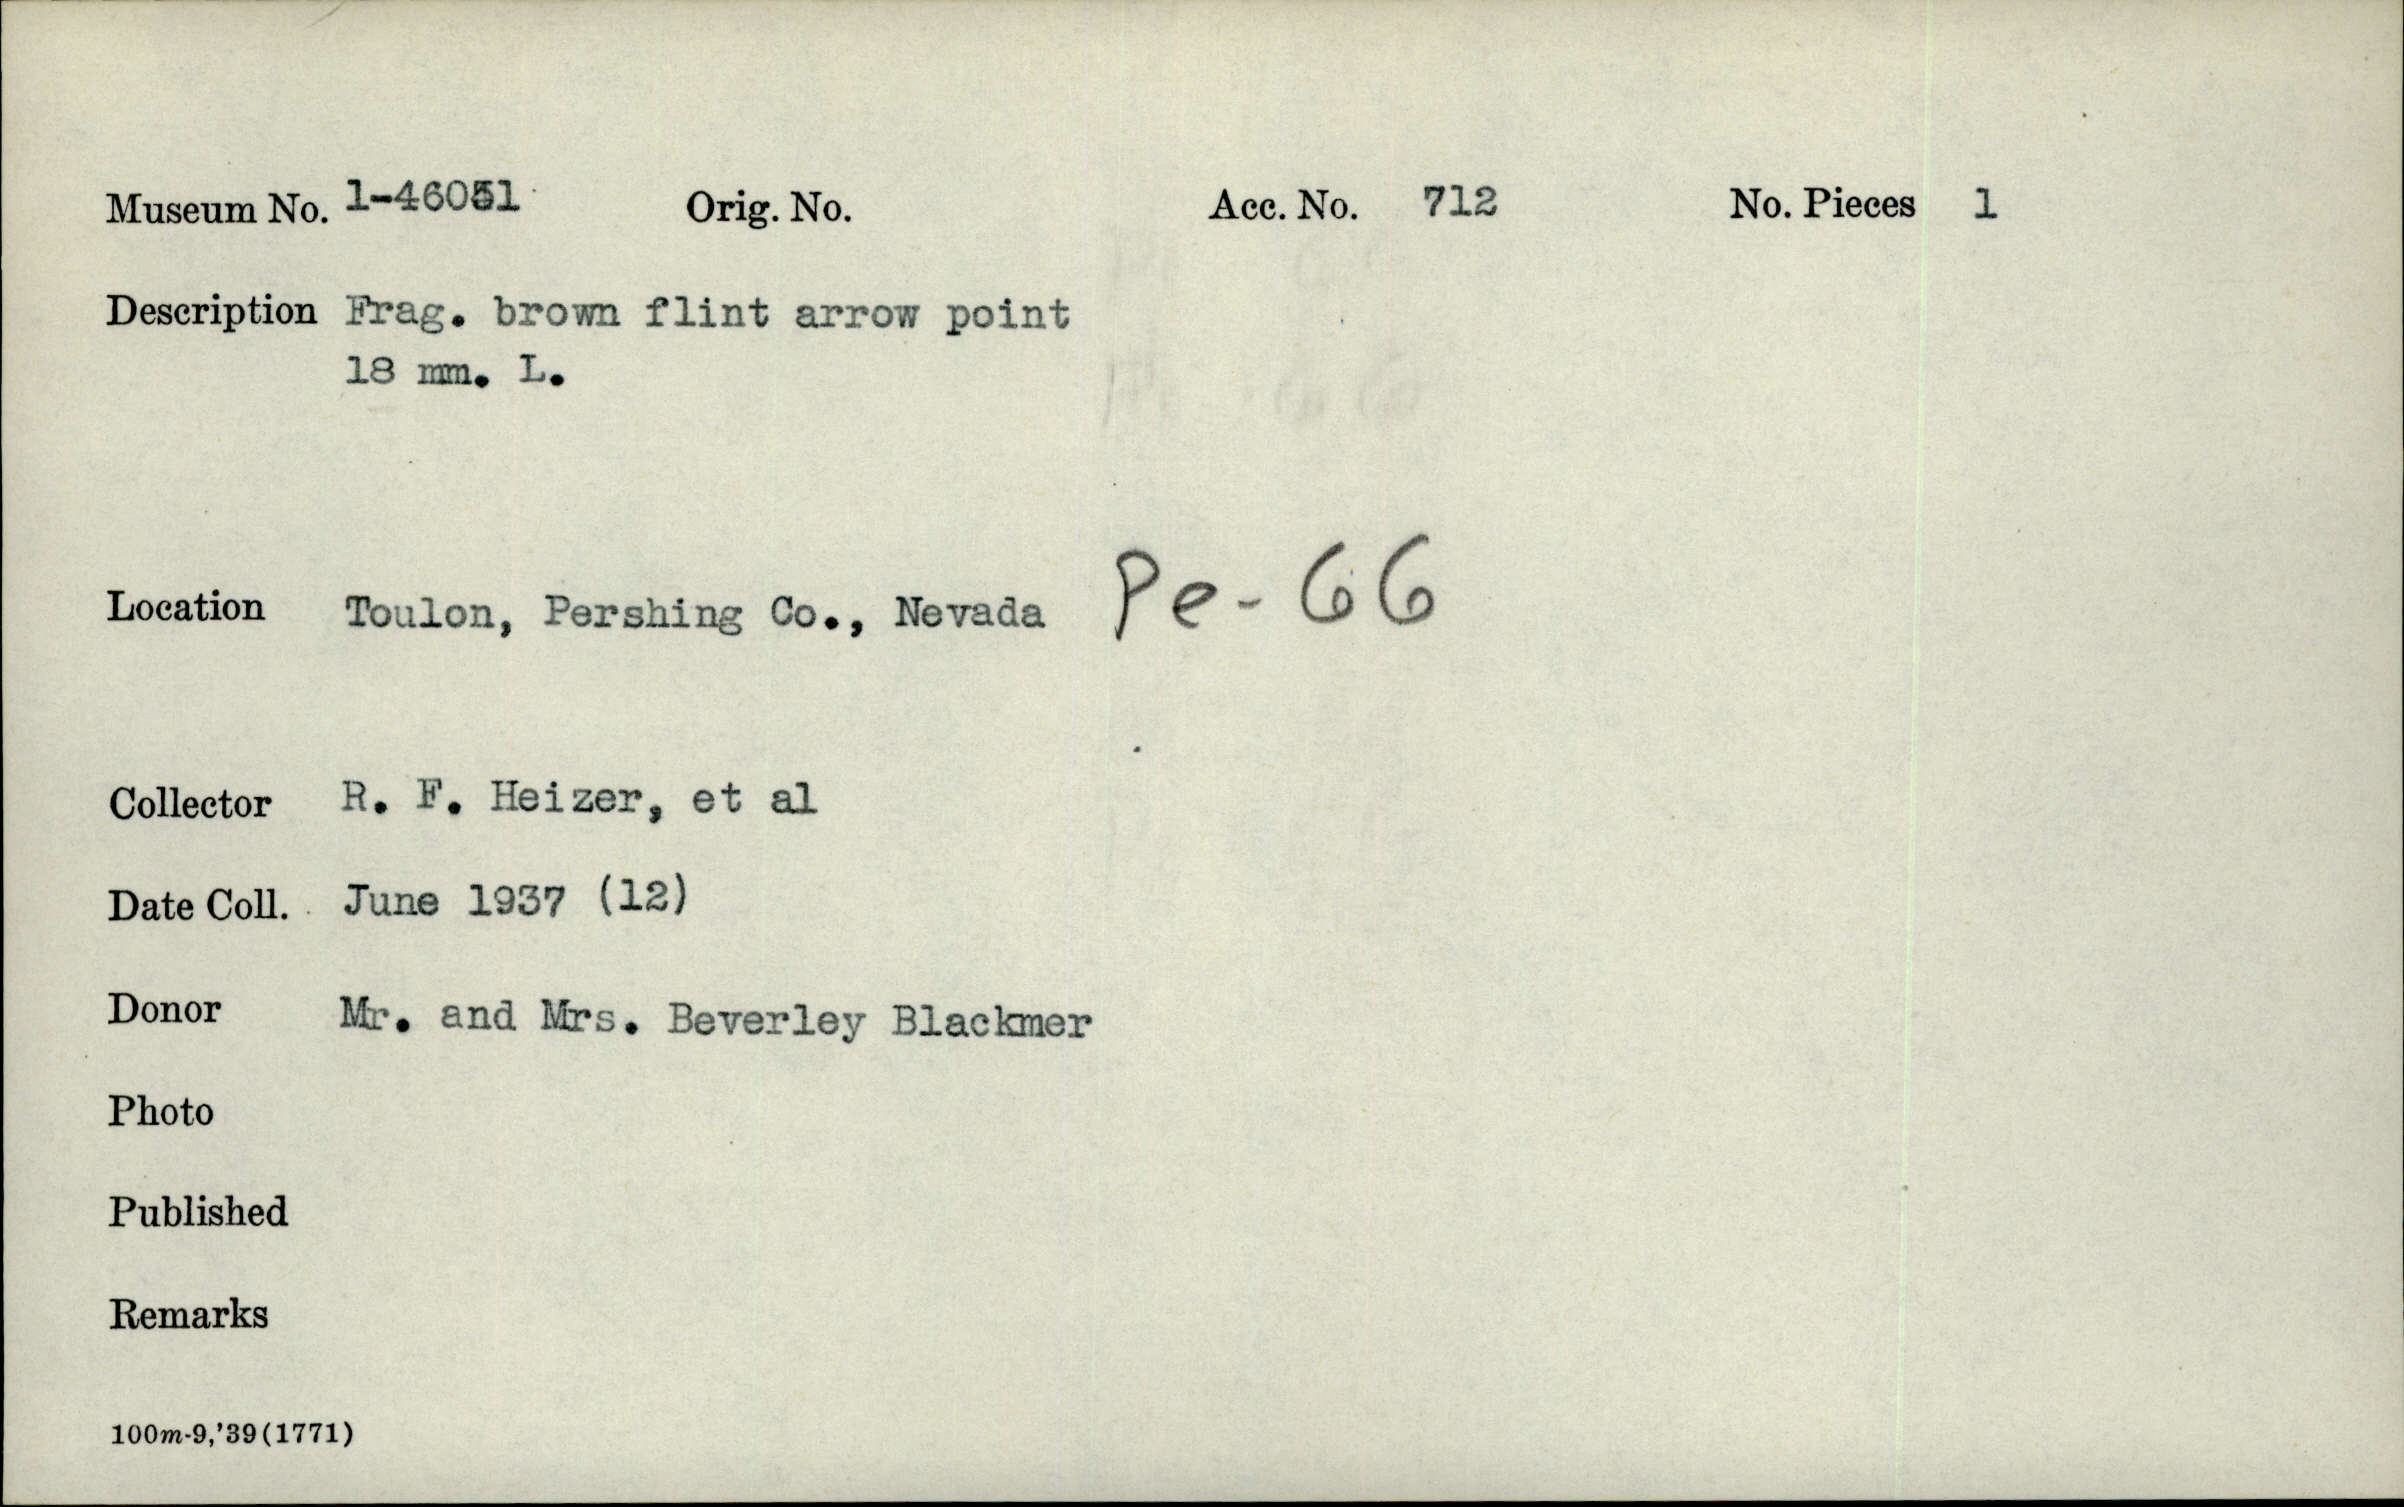 Museum No. 1-46051 Orig. No. Acc. No. 712 No. Pieces 1
Description Frag. brown flint arrow point
18 mm. L.
Location Toulon, Pershing Co., Nevada Pe-66
Collector R. F. Heizer, et al
Date Coll. June 1937 (12)
Donor Mr. and Mrs. Beverley Blackmer
Photo
Published
Remarks
100m-9,'39(1771)